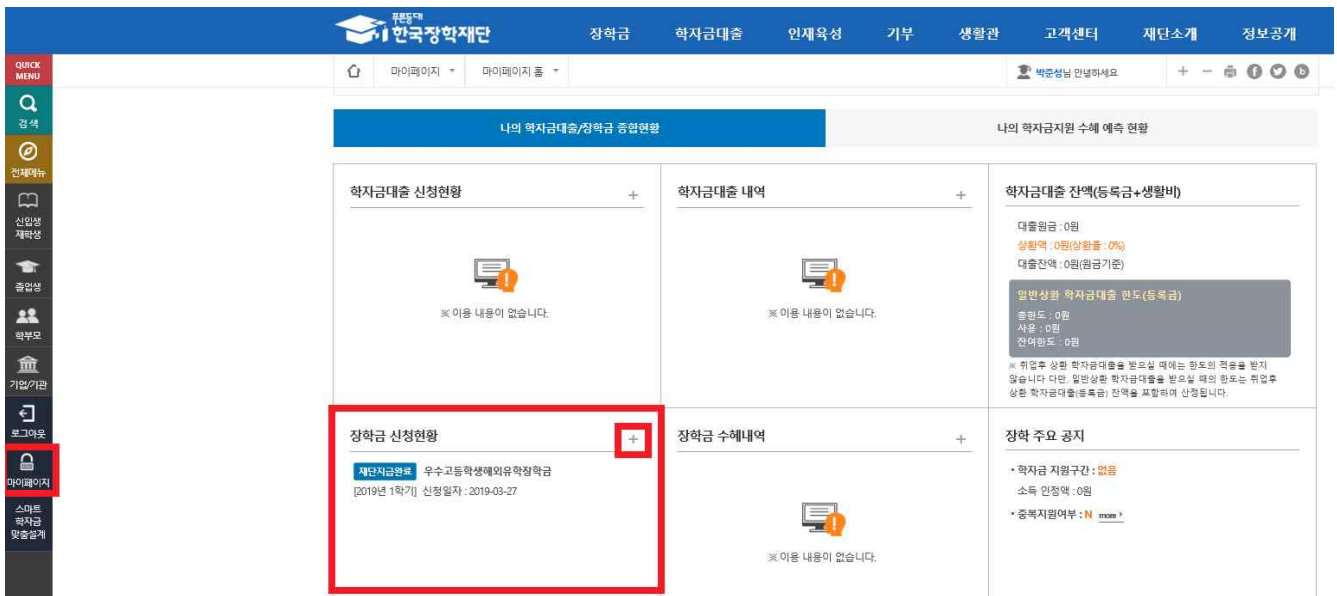 푸른등대
한국장학재단
장학금 학자금대출 인재육성 기부 생활관 고객센터 재단소개 정보공개
QUICK
MENU
마이페이지 마이페이지 홈
박준성님 안녕하세요
검색
전체메뉴
신입생
재학생
졸업생
학부모
기업/기관
로그아웃
마이페이지
스마트
학자금
맞춤설계
나의 학자금대출/장학금 종합현황
나의 학자금지원 수혜 예측 현황
학자금대출 신청현황 +
※ 이용 내용이 없습니다.
학자금대출 내역 +
※ 이용 내용이 없습니다.
학자금대출 잔액(등록금+생활비)
대출원금 : 0원
상환액 : 0원(상환율 : 0%)
대출잔액 : 0원(원금기준)
일반상환 학자금대출 한도(등록금)
총한도 : 0원
사용 : 0원
잔여한도 : 0원
※ 취업후 상환 학자금대출을 받으실 때에는 한도의 적용을 받지
않습니다 다만, 일반상환 학자금대출을 받으실 때의 한도는 취업후
상환 학자금대출(등록금) 잔액을 포함하여 산정됩니다.
장학금 신청현황 +
재단지급완료 우수고등학생해외유학장학금
[2019년 1학기] 신청일자 : 2019-03-27
장학금 수혜내역 +
※ 이용 내용이 없습니다.
장학 주요 공지
• 학자금 지원구간 : 없음
소득 인정액 : 0원
• 중복지원여부 : N more